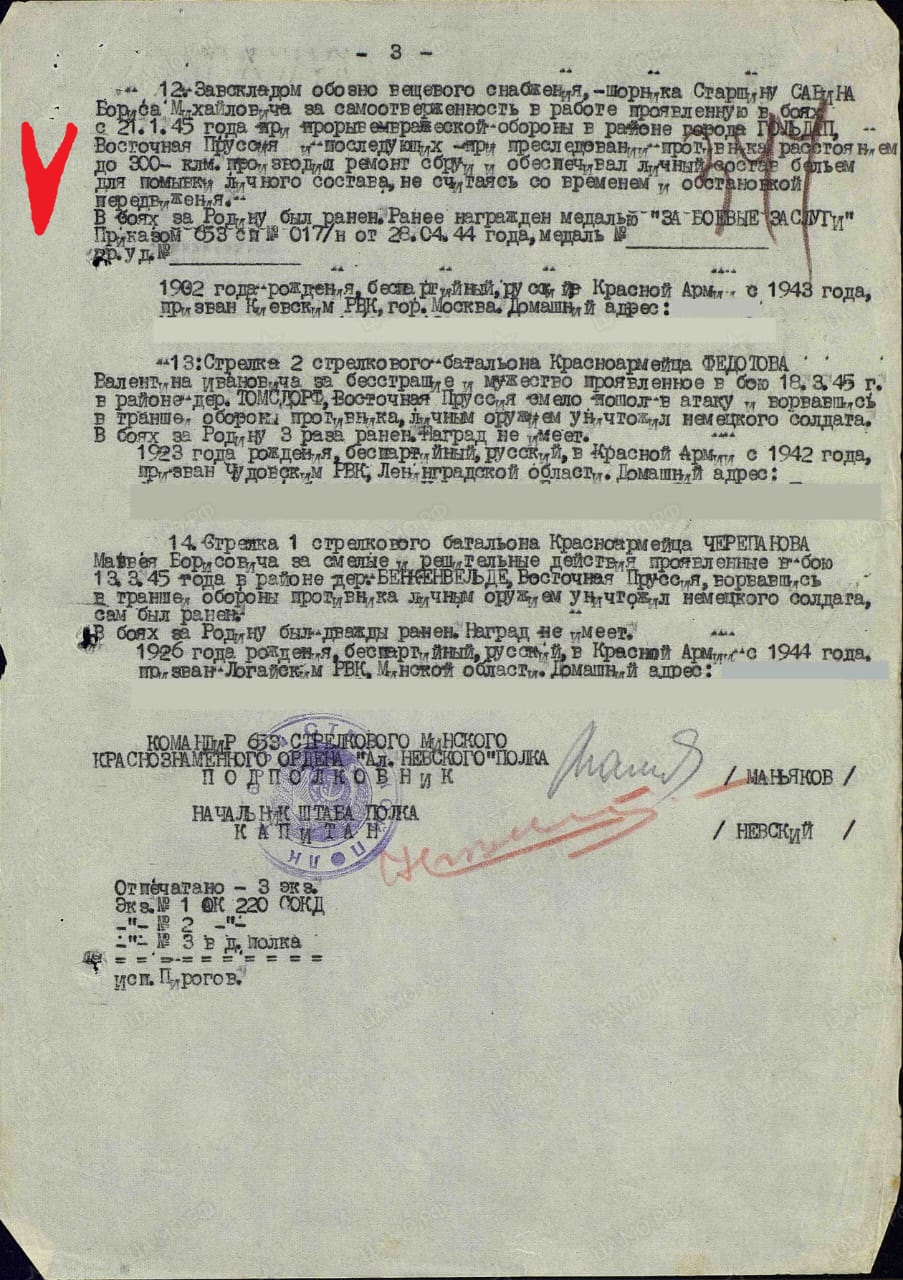 - 3 -
12. Завскладом обозно вещевого снабжения, -шорника Старшину САВИНА
Бориса Михайловича за самоотверженность в работе проявленную в боях
с 21.1.45 года при прорыве вражеской обороны в районе города ГОЛЬДАП,
Восточная Пруссия и последующих при преследовании противника расстоянием
до 300- клм. производил ремонт сбруи и обеспечивал личный состав бельем
для помывки личного состава, не считаясь со временем и обстановкой
передвижения.
В боях за Родину был ранен. Ранее награжден медалью "ЗА БОЕВЫЕ ЗАСЛУГИ"
Приказом 653 сп № 017/н от 28.04.44 года, медаль №
вр.уд.№
1902 года рождения, беспартийный, русский, в Красной Армии с 1943 года,
призван Киевским РВК, гор. Москва. Домашний адрес:
13. Стрелка 2 стрелкового батальона Красноармейца ФЕДОТОВА
Валентина Ивановича за бесстрашие и мужество проявленное в бою 18.3.45 г.
в районе дер. ТОМСДОРФ, Восточная Пруссия смело пошол в атаку и ворвавшись
в траншеи обороны противника, личным оружием уничтожил немецкого солдата.
В боях за Родину 3 раза ранен. Наград не имеет.
1923 года рождения, беспартийный, русский, в Красной Армии с 1942 года,
призван Чудовским РВК, Ленинградской области. Домашний адрес:
14. Стрелка 1 стрелкового батальона Красноармейца ЧЕРЕПАНОВА
Матвея Борисовича за смелые и решительные действия проявленные в бою
13.3.45 года в районе дер. БЕНКЕНВЕЛЬДЕ, Восточная Пруссия, ворвавшись
в траншеи обороны противника личным оружием уничтожил немецкого солдата,
сам был ранен.
В боях за Родину был дважды ранен. Наград не имеет.
1926 года рождения, беспартийный, русский, в Красной Армии с 1944 года.
призван Логайским РВК, Минской области. Домашний адрес:
КОМАНДИР 653 СТРЕЛКОВОГО МИНСКОГО
КРАСНОЗНАМЕННОГО ОРДЕНА "АЛ. НЕВСКОГО" ПОЛКА
ПОДПОЛКОВНИК / МАНЬЯКОВ /
НАЧАЛЬНИК ШТАБА ПОЛКА
КАПИТАН / НЕВСКИЙ /
Отпечатано - 3 экз.
Экз.№ 1 ОК 220 СОКД
-"- № 2 -"-
-"- № 3 в д. полка
= = = = = = = = = = =
исп. Пирогов.